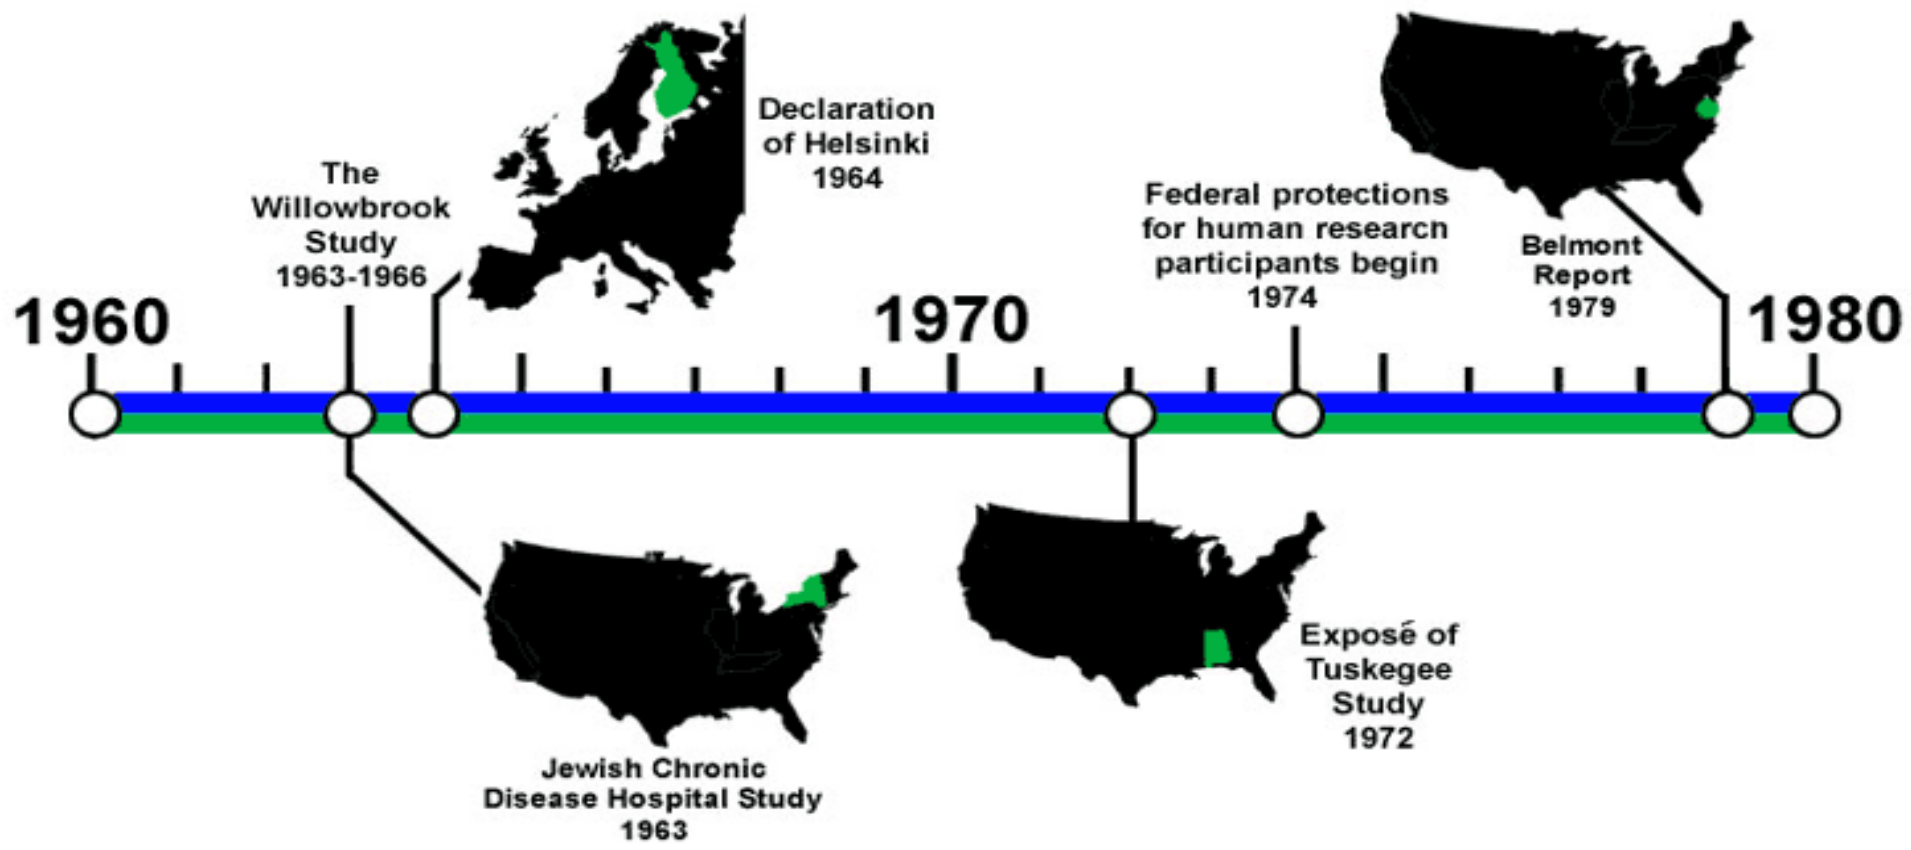 Declaration
of Helsinki
1964
The
Willowbrook
Study
1963-1966
Federal protections
for human research
participants begin
1974
Belmont
Report
1979
1960
1970
1980
Jewish Chronic
Disease Hospital Study
1963
Exposé of
Tuskegee
Study
1972